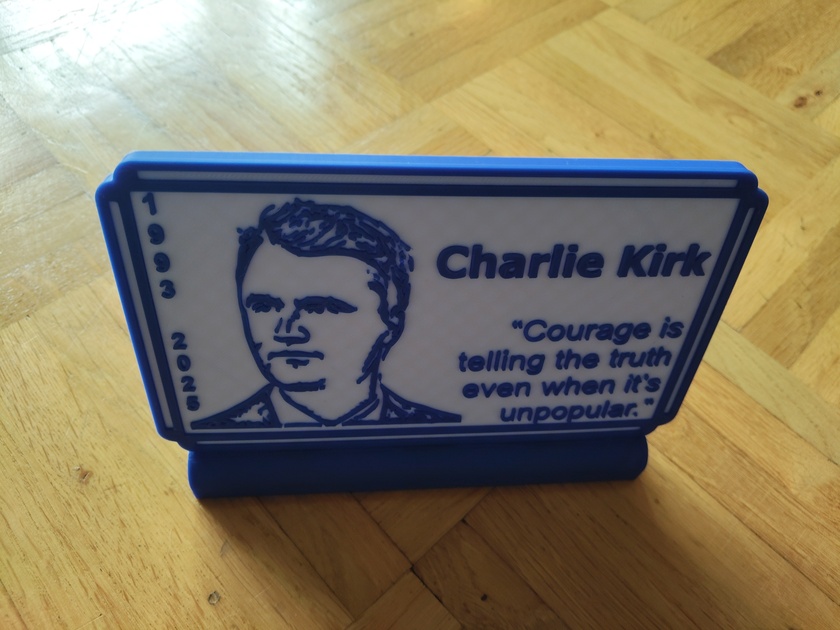 1993 2025
Charlie Kirk
"Courage is
telling the truth
even when it's
unpopular."